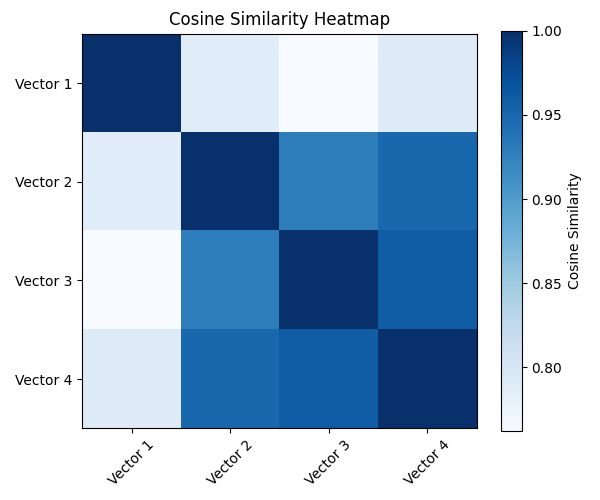 Cosine Similarity Heatmap
Vector 1
Vector 2
Vector 3
Vector 4
Vector 1
Vector 2
Vector 3
Vector 4
1.00
0.95
0.90
0.85
0.80
Cosine Similarity